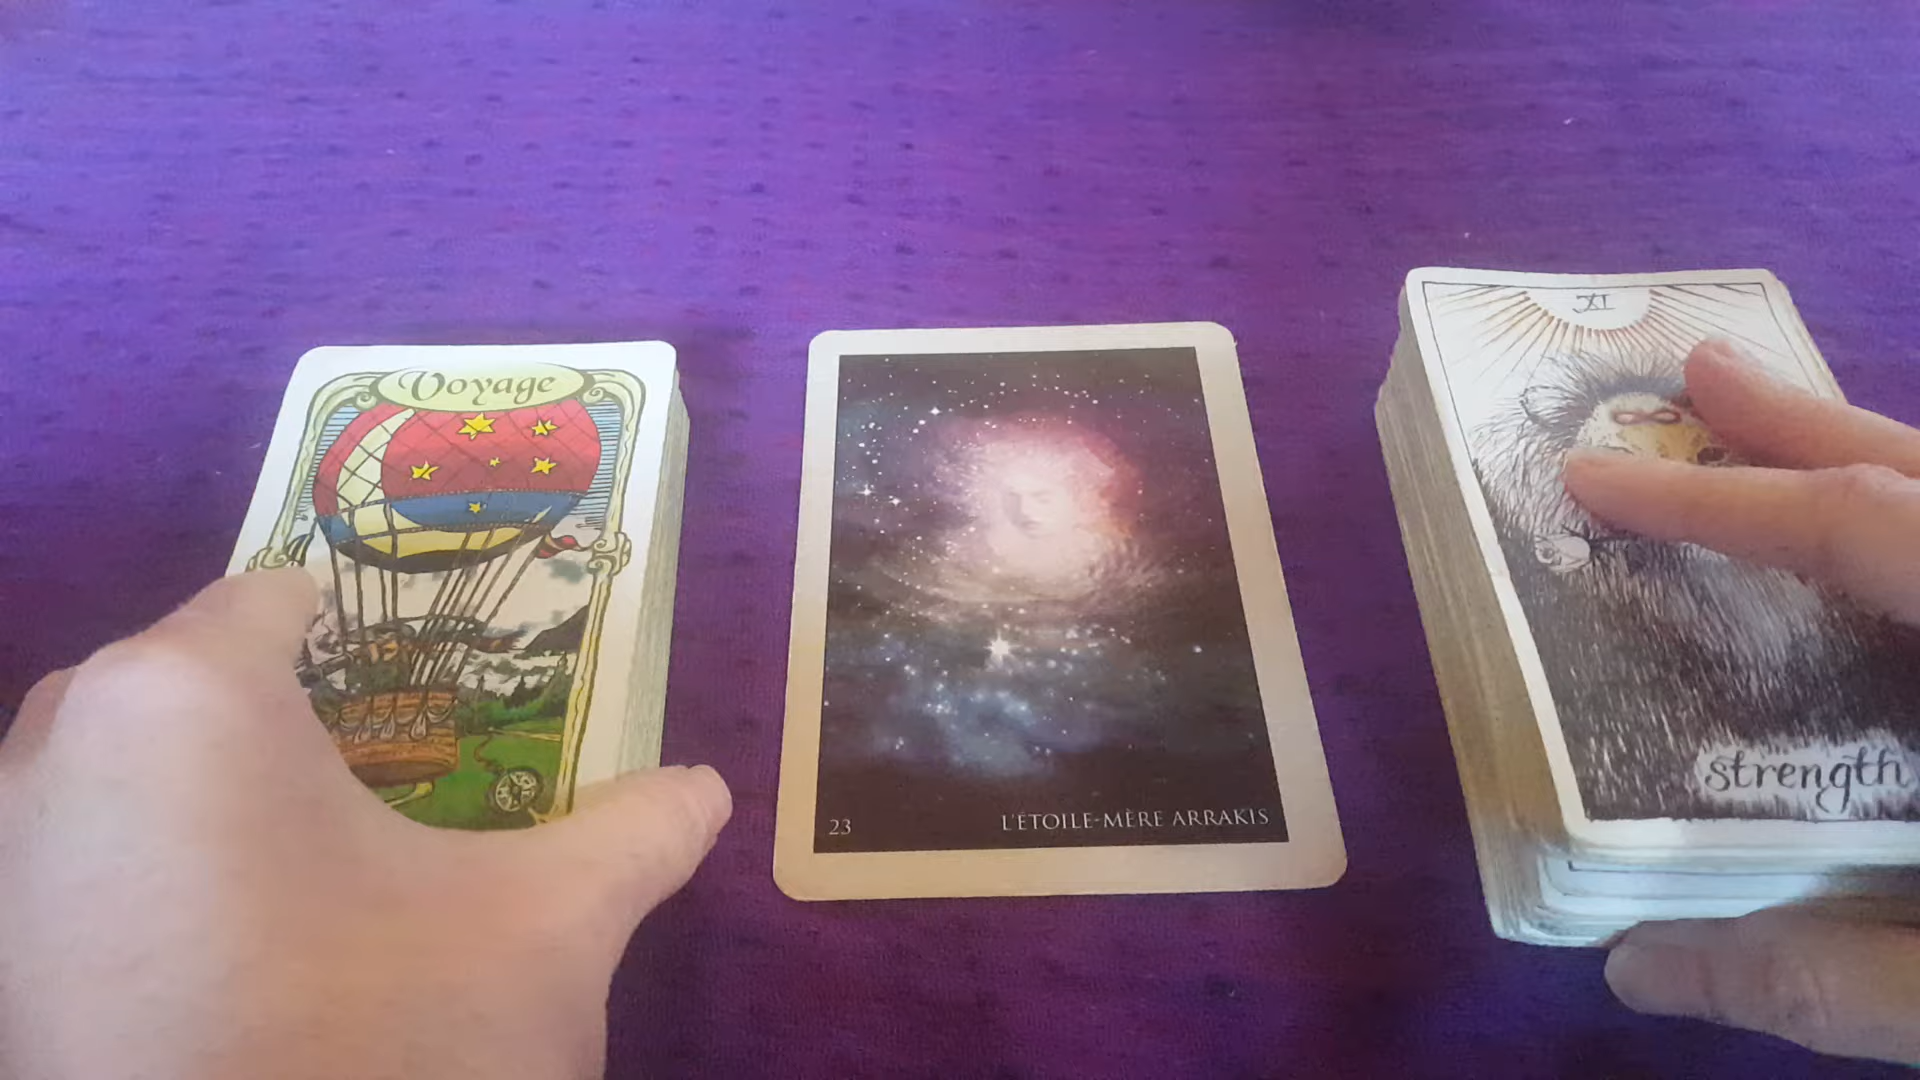 Voyage
23
L'ÉTOILE-MÈRE ARRAKIS
XI
strength